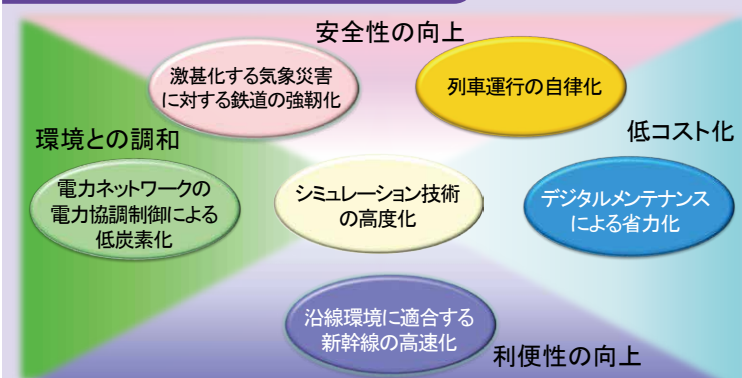 安全性の向上
激甚化する気象災害
に対する鉄道の強靭化
列車運行の自律化
環境との調和
低コスト化
電力ネットワークの
電力協調制御による
低炭素化
シミュレーション技術
の高度化
デジタルメンテナンス
による省力化
沿線環境に適合する
新幹線の高速化
利便性の向上